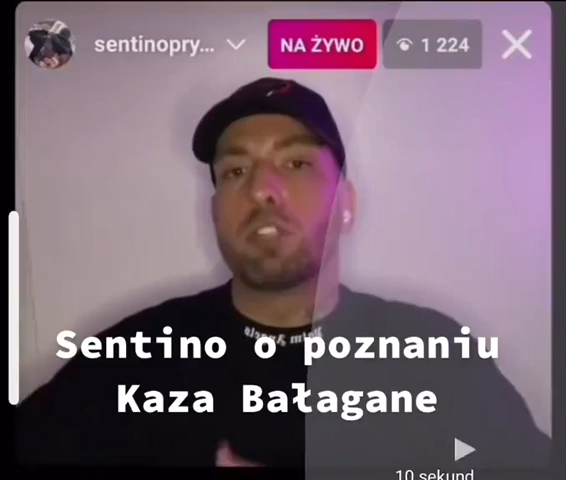 sentinopry...
NA ŻYWO
1 224
Sentino o poznaniu
Kaza Bałagane
10 sekund